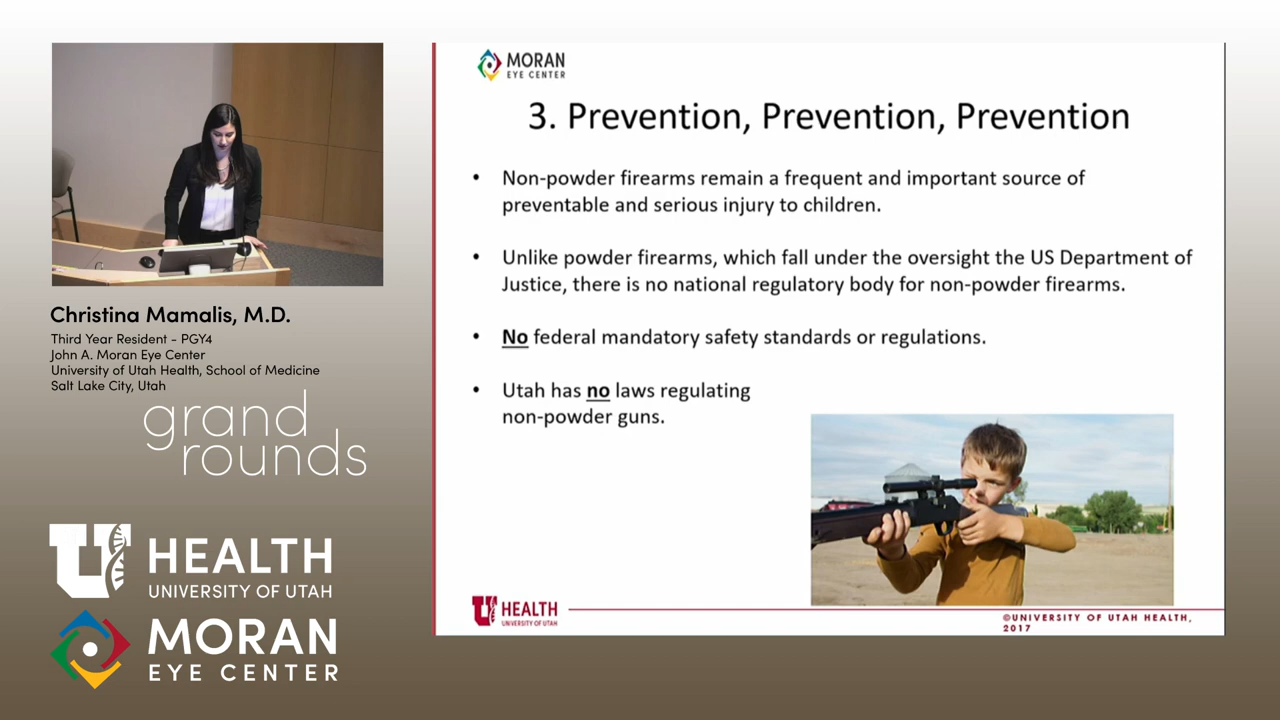 Christina Mamalis, M.D.
Third Year Resident - PGY4
John A. Moran Eye Center
University of Utah Health, School of Medicine
Salt Lake City, Utah
grand
rounds
U HEALTH
UNIVERSITY OF UTAH
MORAN
EYE CENTER
MORAN
EYE CENTER
3. Prevention, Prevention, Prevention
• Non-powder firearms remain a frequent and important source of
preventable and serious injury to children.
• Unlike powder firearms, which fall under the oversight the US Department of
Justice, there is no national regulatory body for non-powder firearms.
• No federal mandatory safety standards or regulations.
• Utah has no laws regulating
non-powder guns.
U HEALTH
UNIVERSITY OF UTAH
©UNIVERSITY OF UTAH HEALTH,
2017